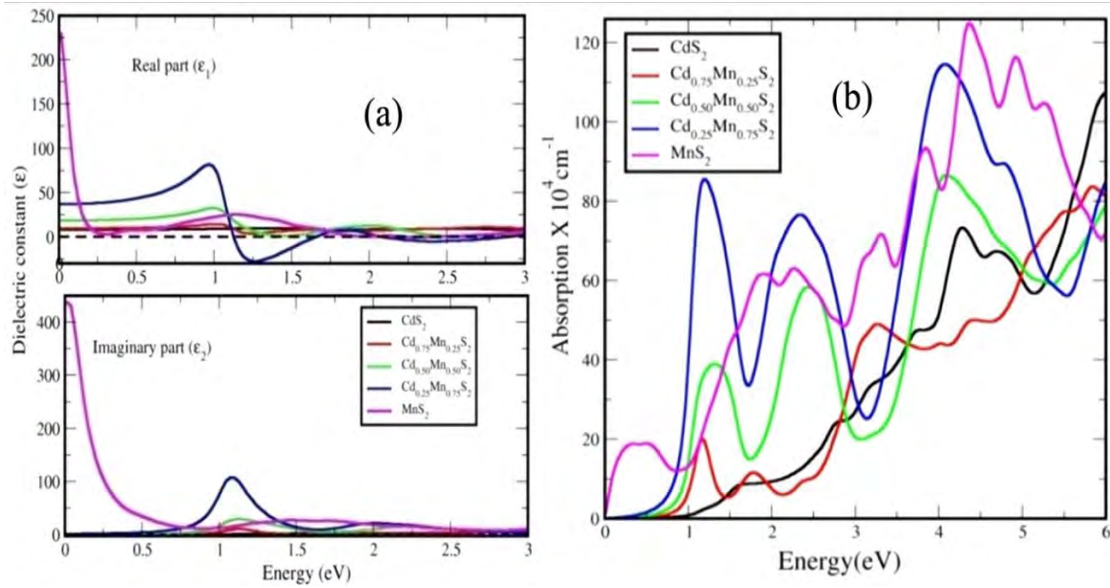 Dielectric constant (ε)
250
200
150
100
50
0
Real part (ε₁)
(a)
0 0.5 1 1.5 2 2.5 3
400
300
200
100
0
Imaginary part (ε₂)
CdS₂
Cd₀.₇₅Mn₀.₂₅S₂
Cd₀.₅₀Mn₀.₅₀S₂
Cd₀.₂₅Mn₀.₇₅S₂
MnS₂
0 0.5 1 1.5 2 2.5 3
Energy (eV)
Absorption X 10⁴ cm⁻¹
120
100
80
60
40
20
0
CdS₂
Cd₀.₇₅Mn₀.₂₅S₂
Cd₀.₅₀Mn₀.₅₀S₂
Cd₀.₂₅Mn₀.₇₅S₂
MnS₂
(b)
0 1 2 3 4 5 6
Energy(eV)